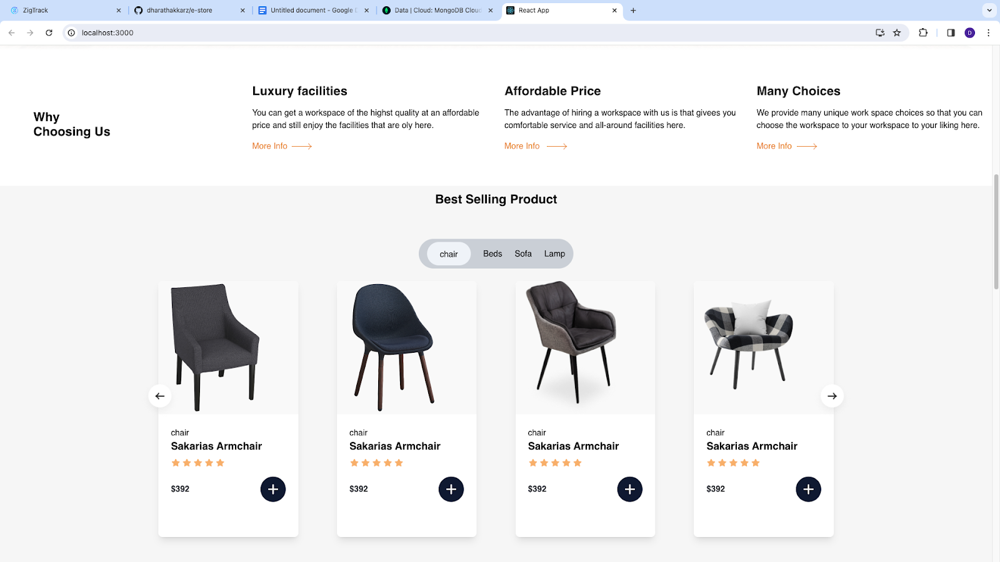 ZigTrack
dharathakkarz/e-store
Untitled document - Google D
Data | Cloud: MongoDB Cloud
React App
localhost:3000
D
Why
Choosing Us
Luxury facilities
You can get a workspace of the highst quality at an affordable
price and still enjoy the facilities that are oly here.
More Info
Affordable Price
The advantage of hiring a workspace with us is that givees you
comfortable service and all-around facilities here.
More Info
Many Choices
We provide many unique work space choices so that you can
choose the workspace to your workspace to your liking here.
More Info
Best Selling Product
chair Beds Sofa Lamp
chair
Sakarias Armchair
$392
chair
Sakarias Armchair
$392
chair
Sakarias Armchair
$392
chair
Sakarias Armchair
$392